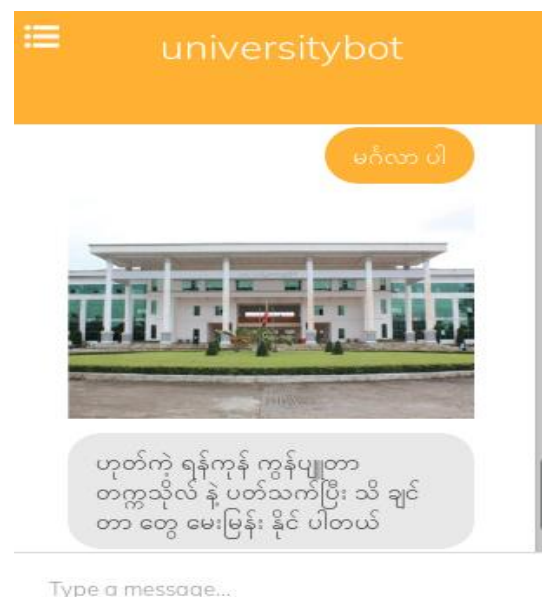 universitybot
မင်္ဂလာ ပါ
ဟုတ်ကဲ့ ရန်ကုန် ကွန်ပျူတာ
တက္ကသိုလ် နဲ့ ပတ်သက်ပြီး သိ ချင်
တာ တွေ မေးမြန်း နိုင် ပါတယ်
Type a message...